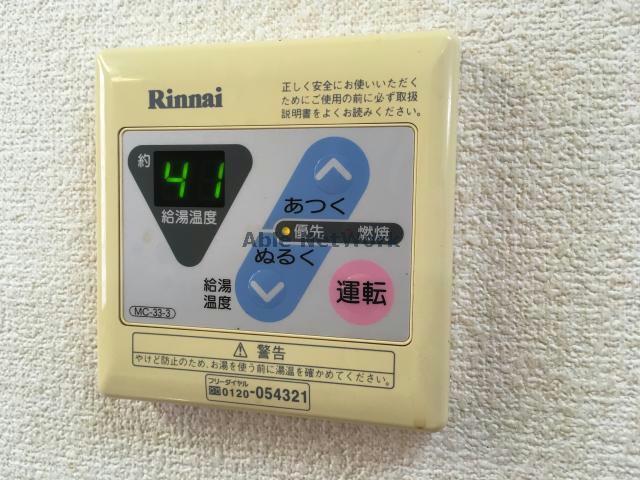 Rinnai
正しく安全にお使いいただく
ためにご使用の前に必ず取扱
説明書をよくお読みください。
約
41
給湯温度
あつく
優先 燃焼
Able NetWork
ぬるく
給湯
温度
運転
MC-33-3
⚠ 警告
やけど防止のため、お湯を使う前に湯温を確かめてください。
フリーダイヤル
0120-054321